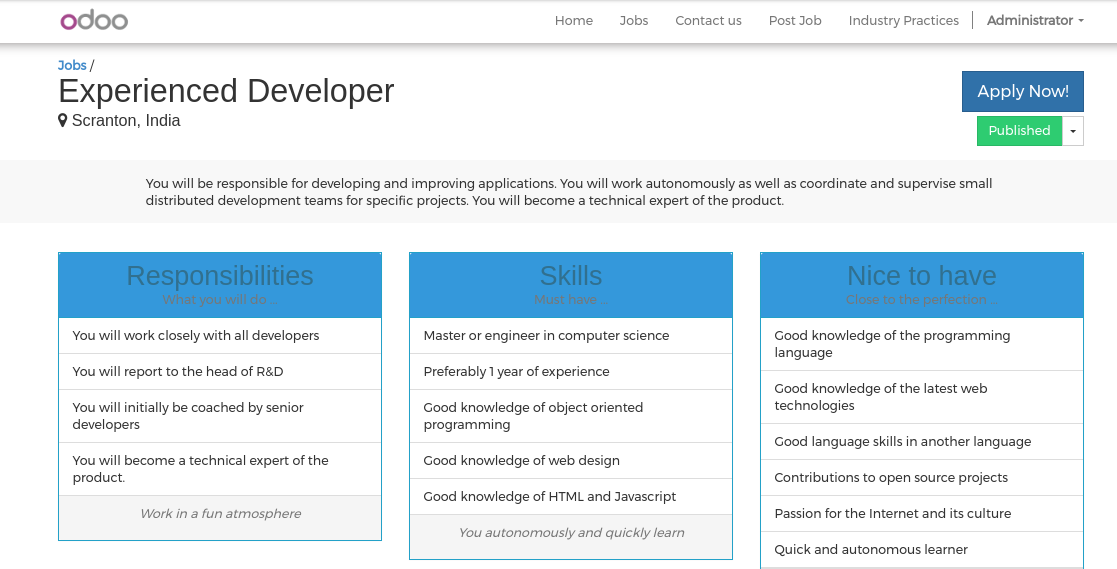 odoo
Home Jobs Contact us Post Job Industry Practices Administrator
Jobs /
Experienced Developer
Scranton, India
Apply Now!
Published
You will be responsible for developing and improving applications. You will work autonomously as well as coordinate and supervise small
distributed development teams for specific projects. You will become a technical expert of the product.
Responsibilities
What you will do ...
You will work closely with all developers
You will report to the head of R&D
You will initially be coached by senior
developers
You will become a technical expert of the
product.
Work in a fun atmosphere
Skills
Must have ...
Master or engineer in computer science
Preferably 1 year of experience
Good knowledge of object oriented
programming
Good knowledge of web design
Good knowledge of HTML and Javascript
You autonomously and quickly learn
Nice to have
Close to the perfection ...
Good knowledge of the programming
language
Good knowledge of the latest web
technologies
Good language skills in another language
Contributions to open source projects
Passion for the Internet and its culture
Quick and autonomous learner